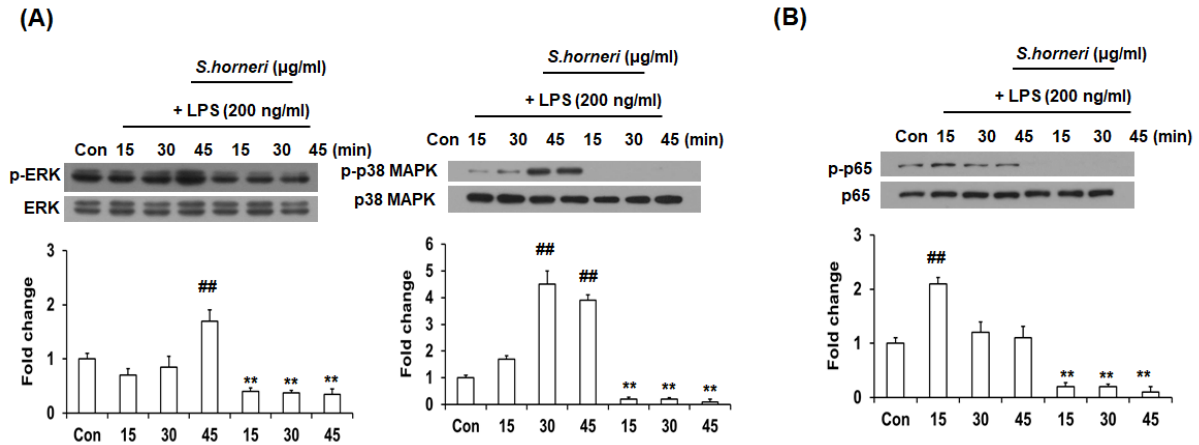 (A)
S.horneri (µg/ml)
+ LPS (200 ng/ml)
Con 15 30 45 15 30 45 (min)
p-ERK
ERK
3
2
1
0
Fold change
##
** ** **
Con 15 30 45 15 30 45
S.horneri (µg/ml)
+ LPS (200 ng/ml)
Con 15 30 45 15 30 45 (min)
p-p38 MAPK
p38 MAPK
6
5
4
3
2
1
0
Fold change
##
##
** ** **
Con 15 30 45 15 30 45
(B)
S.horneri (µg/ml)
+ LPS (200 ng/ml)
Con 15 30 45 15 30 45 (min)
p-p65
p65
3
2
1
0
Fold change
##
** ** **
Con 15 30 45 15 30 45